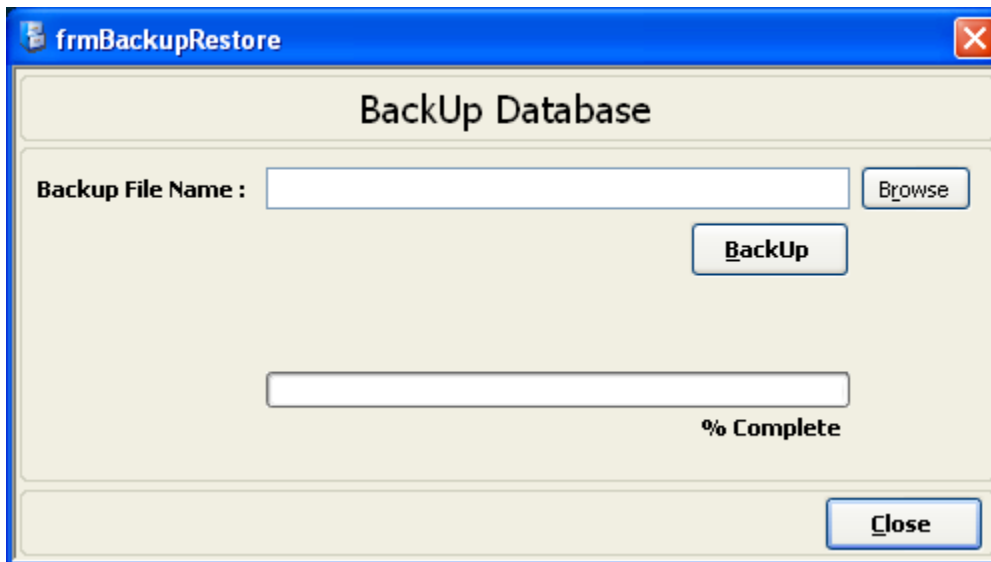 frmBackupRestore
BackUp Database
Backup File Name :
Browse
BackUp
% Complete
Close